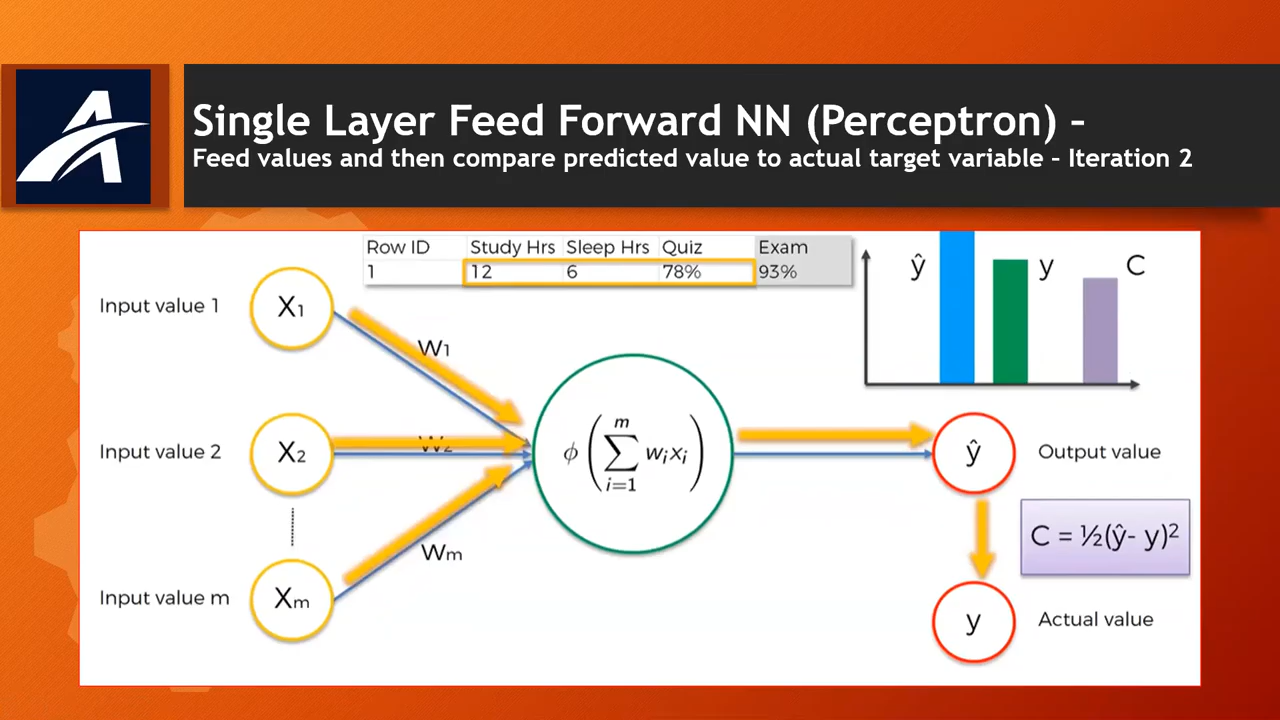 Single Layer Feed Forward NN (Perceptron) –
Feed values and then compare predicted value to actual target variable – Iteration 2
Row ID Study Hrs Sleep Hrs Quiz Exam
1 12 6 78% 93%
ŷ y C
Input value 1 X₁ W₁
Input value 2 X₂ W₂
ϕ(∑ᵢ₌₁ᵐ wᵢxᵢ)
ŷ Output value
C = ½(ŷ- y)²
Input value m Xₘ Wₘ
y Actual value